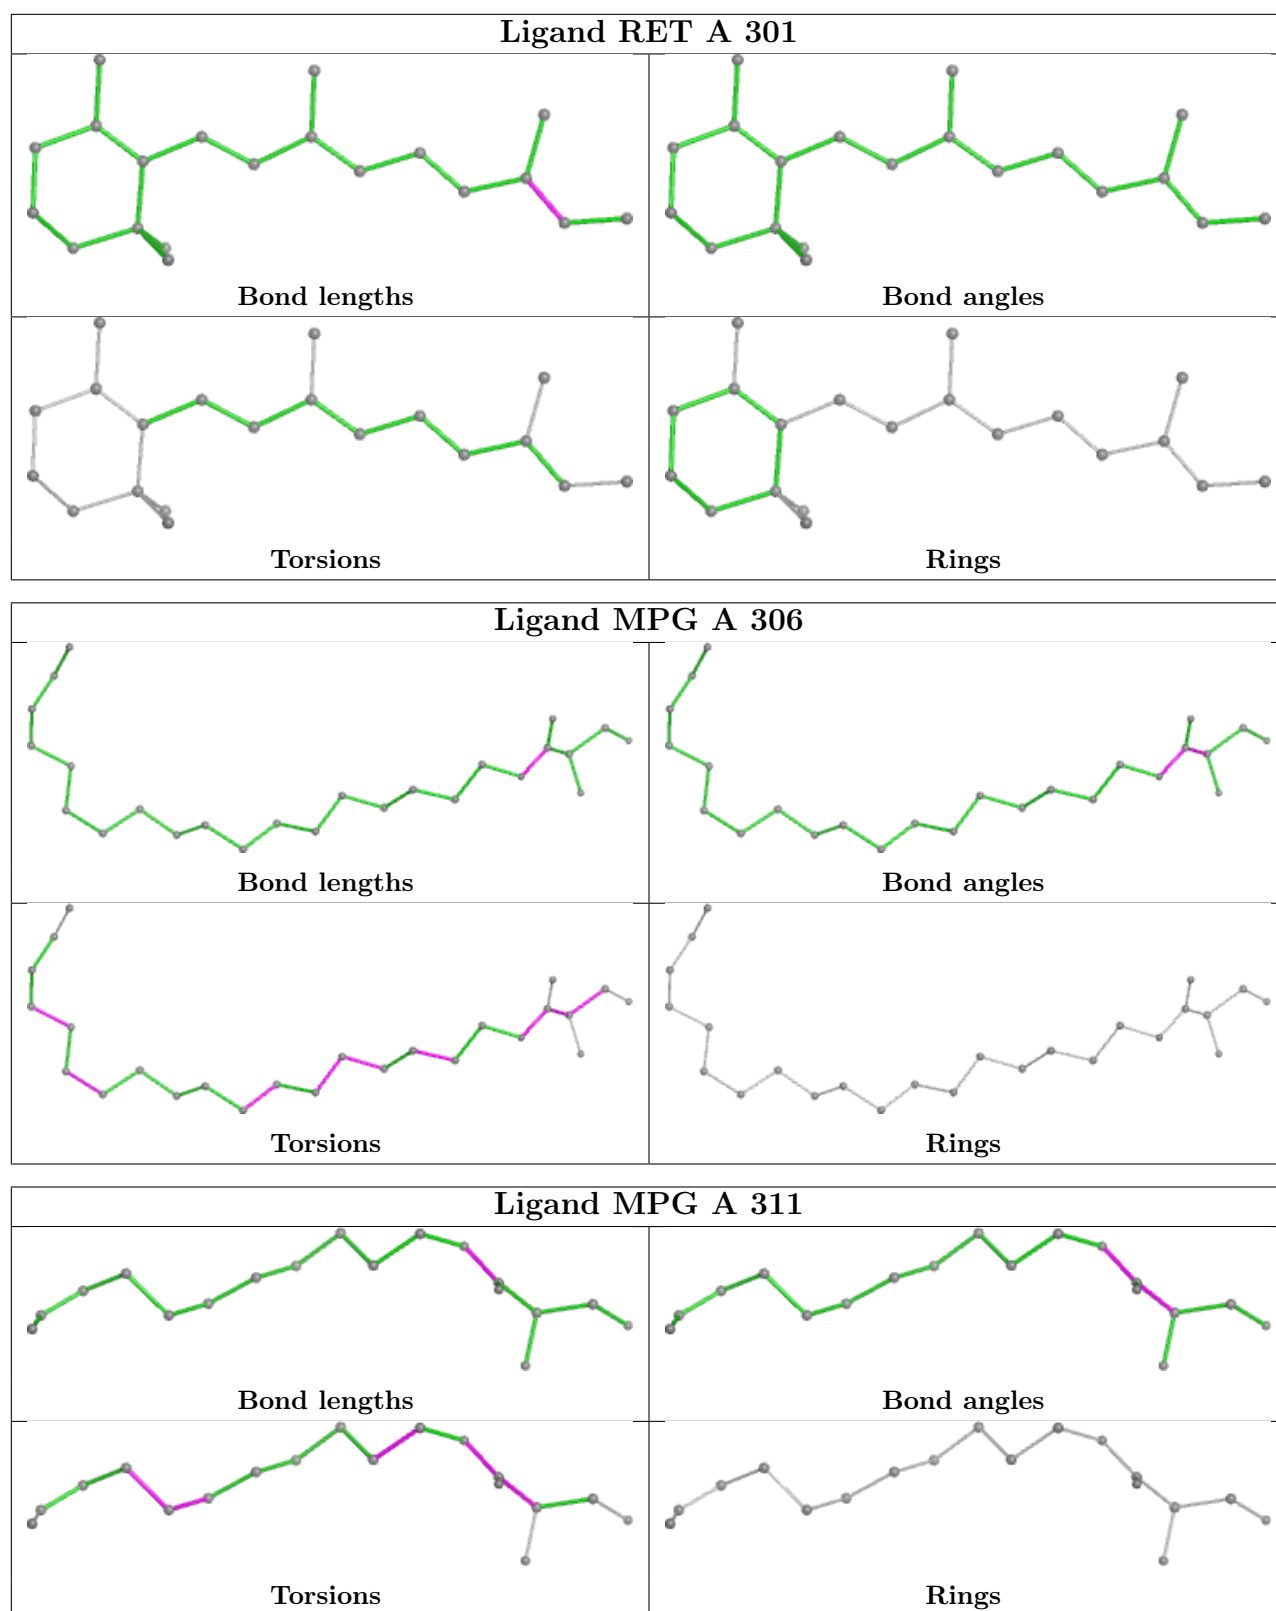 Ligand RET A 301
Bond lengths
Bond angles
Torsions
Rings
Ligand MPG A 306
Bond lengths
Bond angles
Torsions
Rings
Ligand MPG A 311
Bond lengths
Bond angles
Torsions
Rings